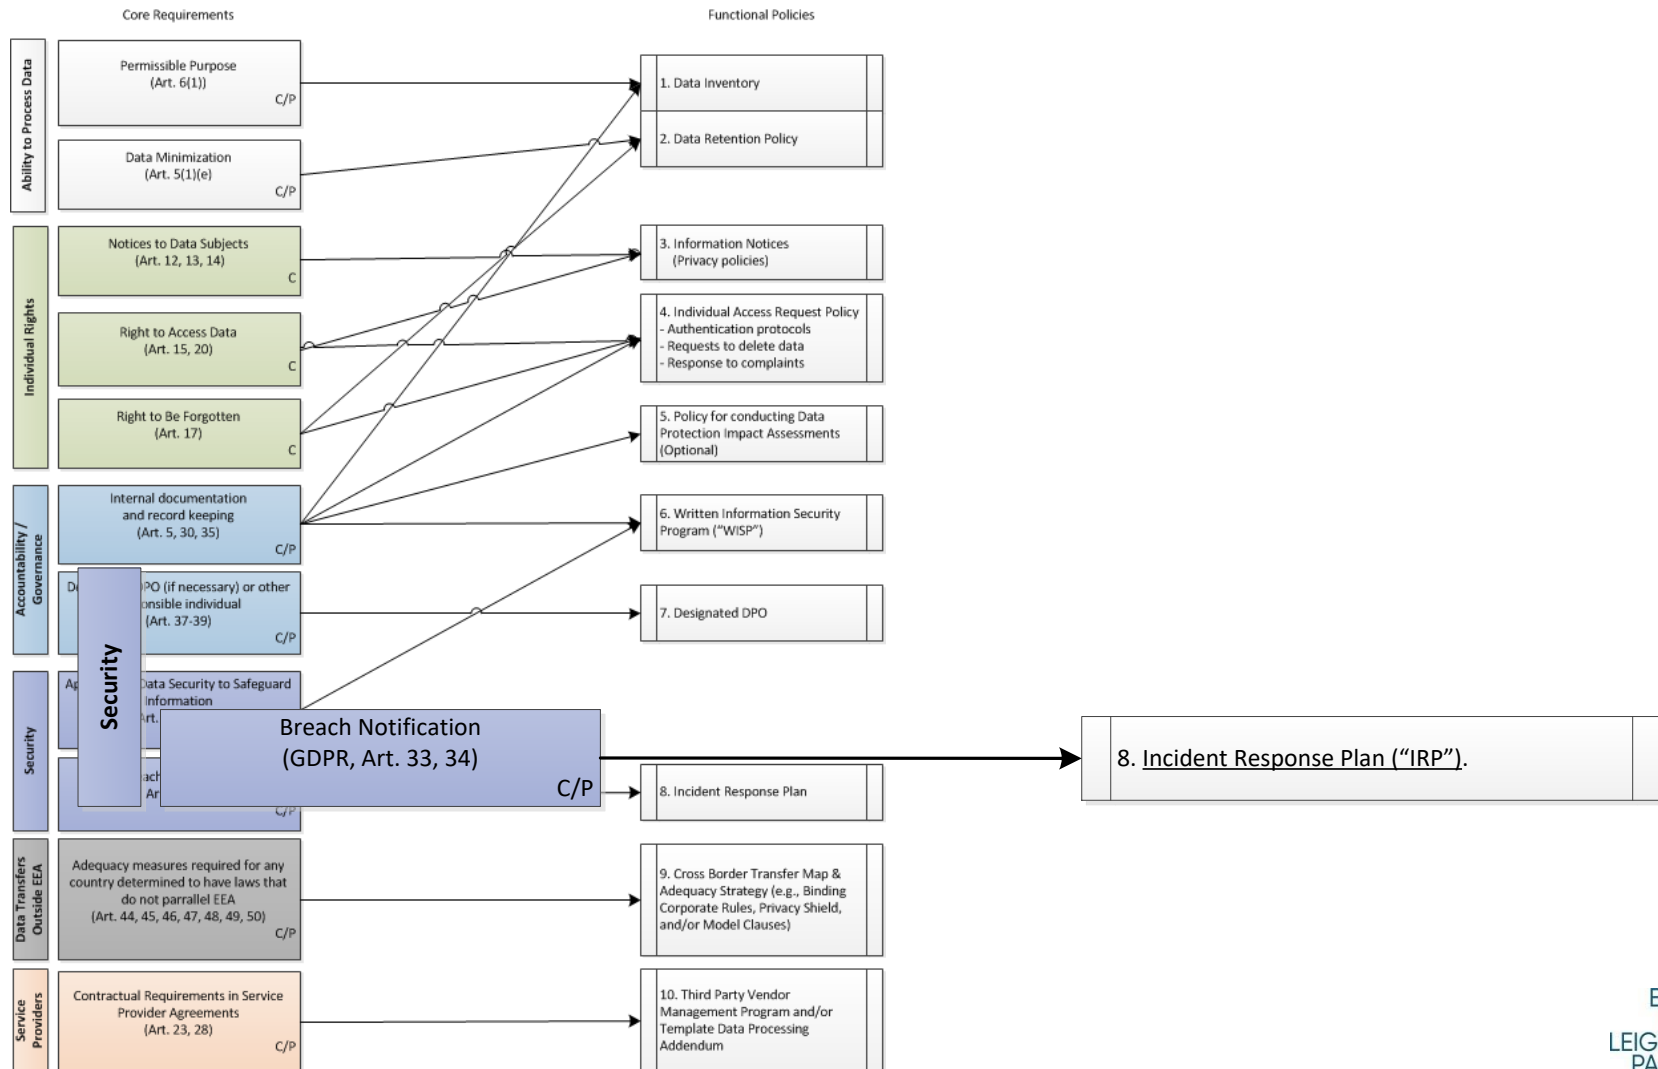 Core Requirements
Functional Policies
Ability to Process Data
Permissible Purpose
(Art. 6(1))
C/P
Data Minimization
(Art. 5(1)(e)
C/P
1. Data Inventory
2. Data Retention Policy
Individual Rights
Notices to Data Subjects
(Art. 12, 13, 14)
C
Right to Access Data
(Art. 15, 20)
C
Right to Be Forgotten
(Art. 17)
C
3. Information Notices
(Privacy policies)
4. Individual Access Request Policy
- Authentication protocols
- Requests to delete data
- Response to complaints
5. Policy for conducting Data
Protection Impact Assessments
(Optional)
Accountability /
Governance
Internal documentation
and record keeping
(Art. 5, 30, 35)
C/P
(if necessary) or other
individual
(Art. 37-39)
C/P
6. Written Information Security
Program ("WISP")
7. Designated DPO
Security
Data Security to Safeguard
Information
Security
Breach Notification
(GDPR, Art. 33, 34)
C/P
8. Incident Response Plan ("IRP").
C/P
8. Incident Response Plan
Data Transfers
Outside EEA
Adequacy measures required for any
country determined to have laws that
do not parrallel EEA
(Art. 44, 45, 46, 47, 48, 49, 50)
C/P
9. Cross Border Transfer Map &
Adequacy Strategy (e.g., Binding
Corporate Rules, Privacy Shield,
and/or Model Clauses)
Service
Providers
Contractual Requirements in Service
Provider Agreements
(Art. 23, 28)
C/P
10. Third Party Vendor
Management Program and/or
Template Data Processing
Addendum